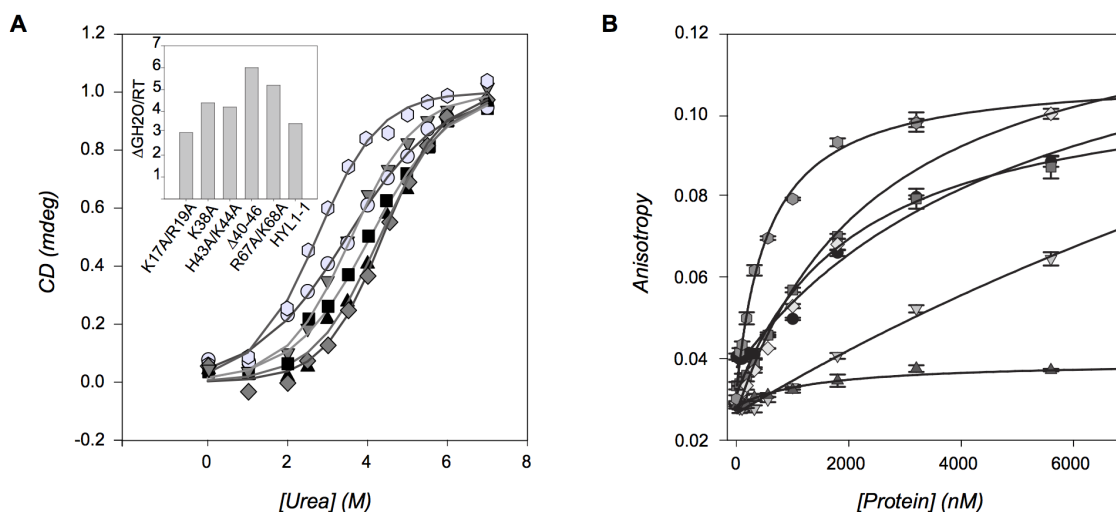 A
B
1.2
1.0
0.8
0.6
0.4
0.2
0.0
-0.2
CD (mdeg)
0
2
4
6
8
[Urea] (M)
7
6
5
4
3
2
1
ΔGH2O/RT
K17A/R19A
K38A
H43A/K44A
Δ40-46
R67A/K68A
HYL1-1
0.12
0.10
0.08
0.06
0.04
0.02
Anisotropy
0
2000
4000
6000
[Protein] (nM)